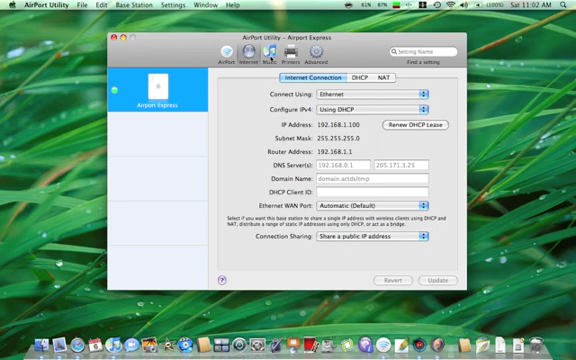 AirPort Utility File Edit Base Station Settings Window Help 61% 87% Sat 11:02 AM
AirPort Utility – Airport Express
AirPort Internet Music Printers Advanced
Setting Name
Find a setting
Airport Express
Internet Connection DHCP NAT
Connect Using: Ethernet
Configure IPv4: Using DHCP
IP Address: 192.168.1.100 Renew DHCP Lease
Subnet Mask: 255.255.255.0
Router Address: 192.168.1.1
DNS Server(s): 192.168.0.1 205.171.3.25
Domain Name: domain.actdsltmp
DHCP Client ID:
Ethernet WAN Port: Automatic (Default)
Select if you want this base station to share a single IP address with wireless clients using DHCP and
NAT, distribute a range of static IP addresses using only DHCP, or act as a bridge.
Connection Sharing: Share a public IP address
? Revert Update